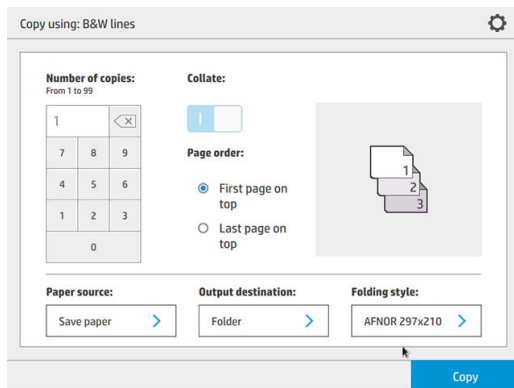 Copy using: B&W lines
Number of copies:
From 1 to 99
1
7 8 9
4 5 6
1 2 3
0
Collate:
Page order:
First page on
top
Last page on
top
1
2
3
Paper source:
Save paper
Output destination:
Folder
Folding style:
AFNOR 297x210
Copy